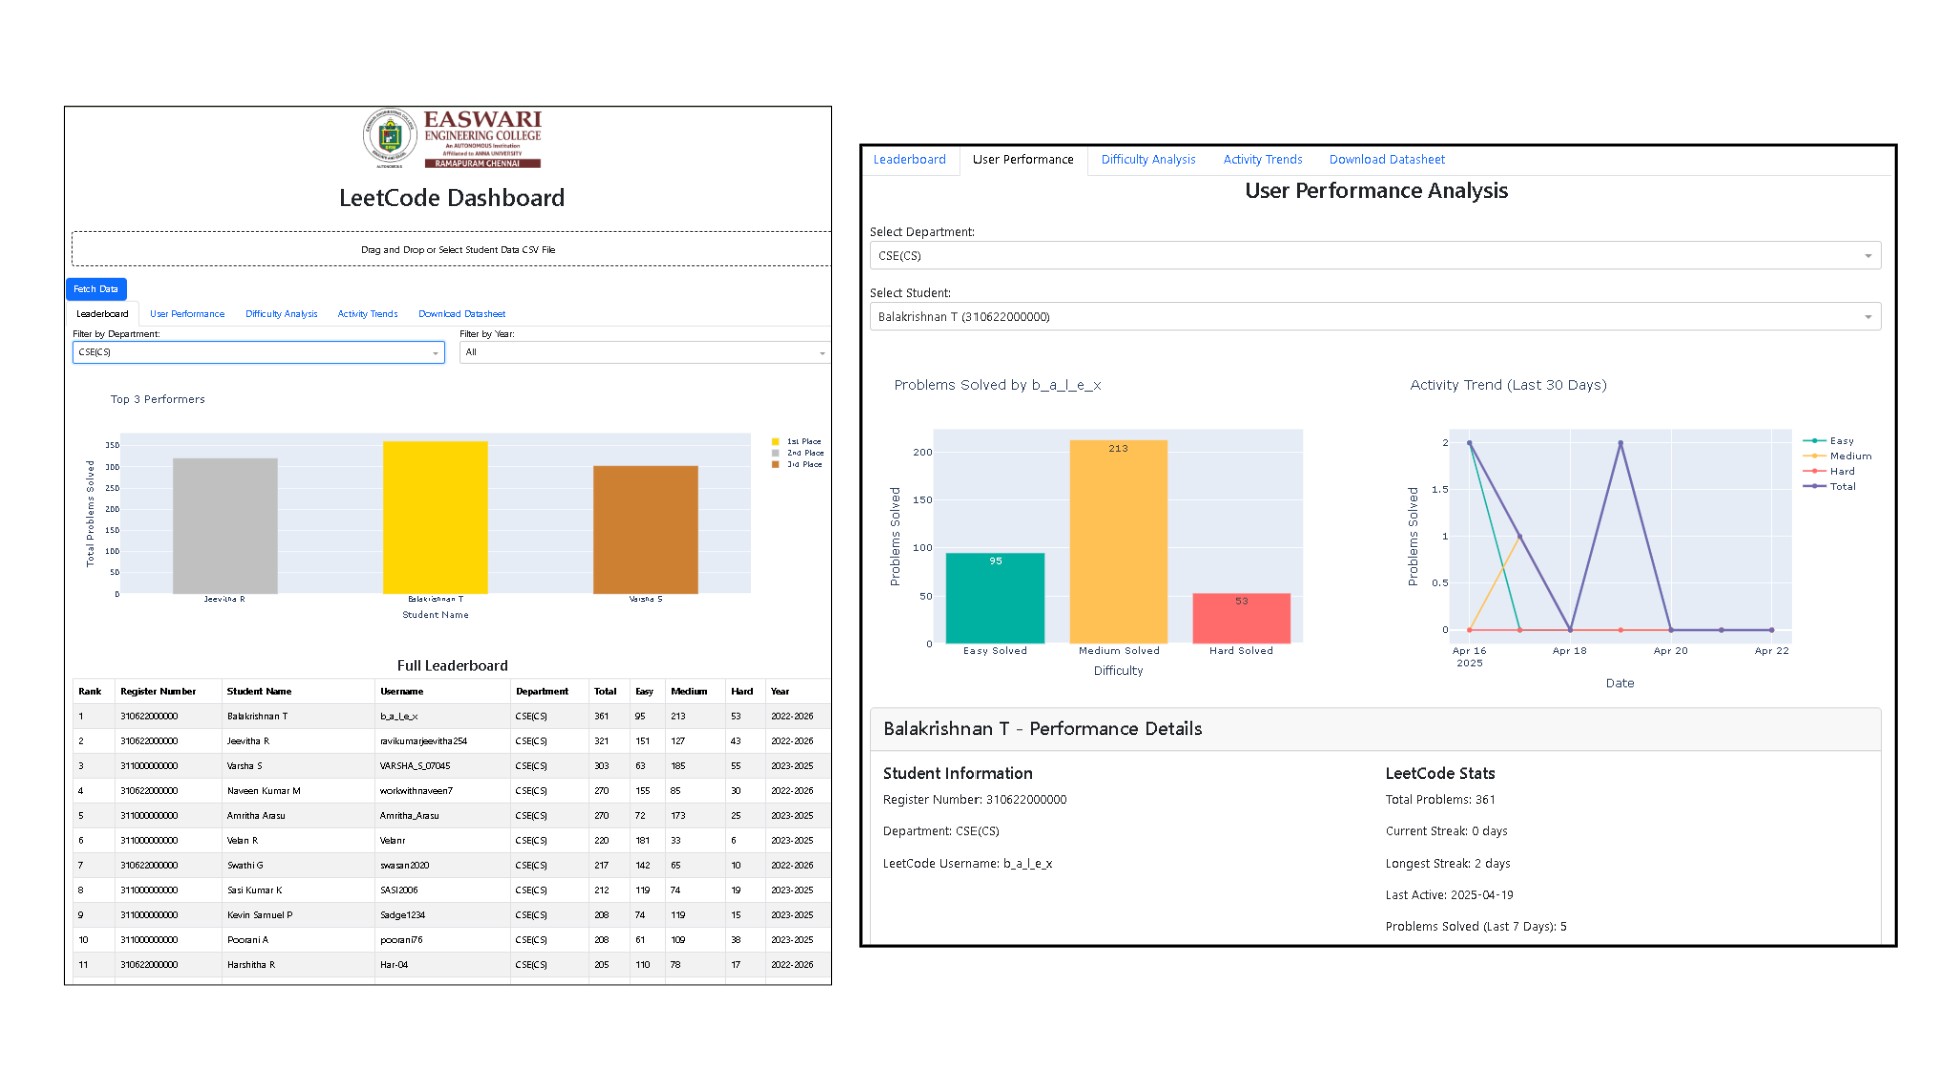 EASWARI
ENGINEERING COLLEGE
An AUTONOMOUS Institution
Affiliated to ANNA UNIVERSITY
RAMAPURAM CHENNAI
LeetCode Dashboard
Drag and Drop or Select Student Data CSV File
Fetch Data
Leaderboard User Performance Difficulty Analysis Activity Trends Download Datasheet
Filter by Department: Filter by Year:
CSE(CS) All
Top 3 Performers
1st Place
2nd Place
3rd Place
Total Problems Solved
350
300
250
200
150
100
50
0
Jeevitha R Balakrishnan T Varsha S
Student Name
Full Leaderboard
Rank Register Number Student Name Username Department Total Easy Medium Hard Year
1 310622000000 Balakrishnan T b_a_l_e_x CSE(CS) 361 95 213 53 2022-2026
2 310622000000 Jeevitha R ravikumarjeevitha254 CSE(CS) 321 151 127 43 2022-2026
3 311000000000 Varsha S VARSHA_S_07045 CSE(CS) 303 63 185 55 2023-2025
4 310622000000 Naveen Kumar M workwithnaveen7 CSE(CS) 270 155 85 30 2022-2026
5 311000000000 Amritha Arasu Amritha_Arasu CSE(CS) 270 72 173 25 2023-2025
6 311000000000 Velan R Velanr CSE(CS) 220 181 33 6 2023-2025
7 310622000000 Swathi G swasan2020 CSE(CS) 217 142 65 10 2022-2026
8 311000000000 Sasi Kumar K SASI2006 CSE(CS) 212 119 74 19 2023-2025
9 311000000000 Kevin Samuel P Sadge1234 CSE(CS) 208 74 119 15 2023-2025
10 311000000000 Poorani A poorani76 CSE(CS) 208 61 109 38 2023-2025
11 310622000000 Harshitha R Har-04 CSE(CS) 205 110 78 17 2022-2026
Leaderboard User Performance Difficulty Analysis Activity Trends Download Datasheet
User Performance Analysis
Select Department:
CSE(CS)
Select Student:
Balakrishnan T (310622000000)
Problems Solved by b_a_l_e_x
Problems Solved
200
150
100
50
0
95
213
53
Easy Solved Medium Solved Hard Solved
Difficulty
Activity Trend (Last 30 Days)
Problems Solved
2
1.5
1
0.5
0
Easy
Medium
Hard
Total
Apr 16 Apr 18 Apr 20 Apr 22
2025
Date
Balakrishnan T - Performance Details
Student Information
Register Number: 310622000000
Department: CSE(CS)
LeetCode Username: b_a_l_e_x
LeetCode Stats
Total Problems: 361
Current Streak: 0 days
Longest Streak: 2 days
Last Active: 2025-04-19
Problems Solved (Last 7 Days): 5